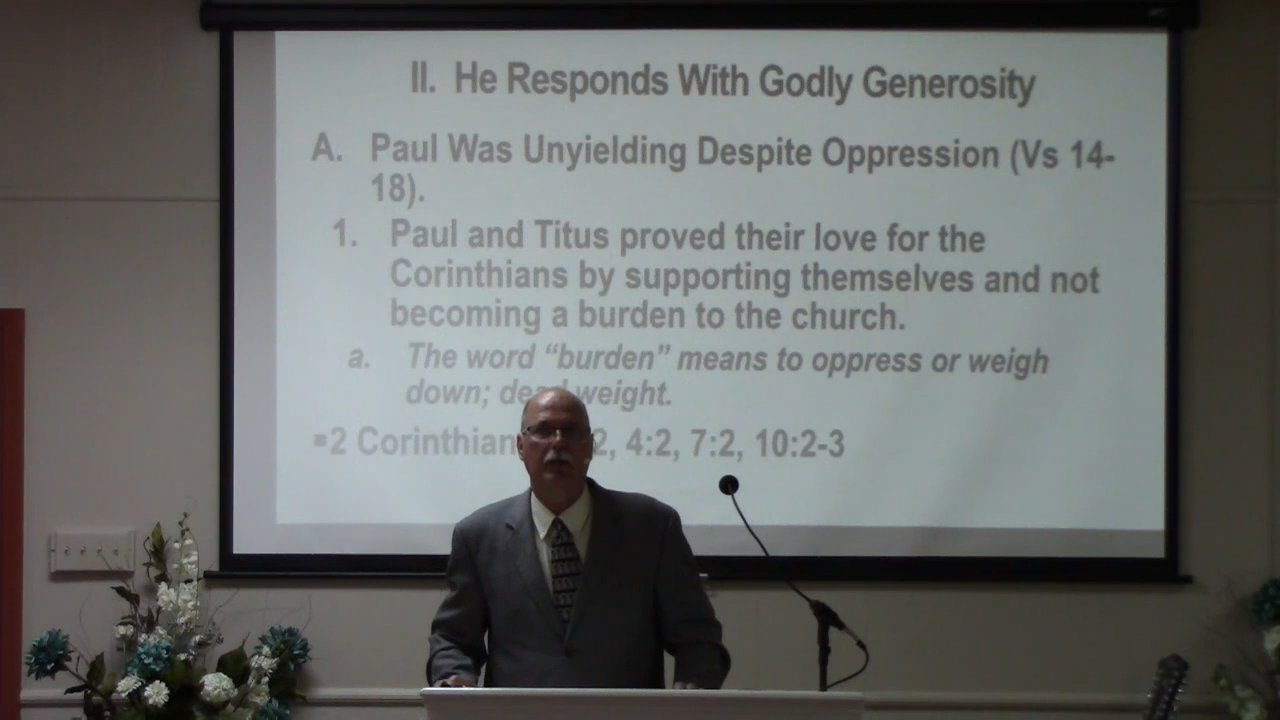 II. He Responds With Godly Generosity
A. Paul Was Unyielding Despite Oppression (Vs 14-
18).
1. Paul and Titus proved their love for the
Corinthians by supporting themselves and not
becoming a burden to the church.
a. The word “burden” means to oppress or weigh
down; dead weight.
▪2 Corinthian 2, 4:2, 7:2, 10:2-3